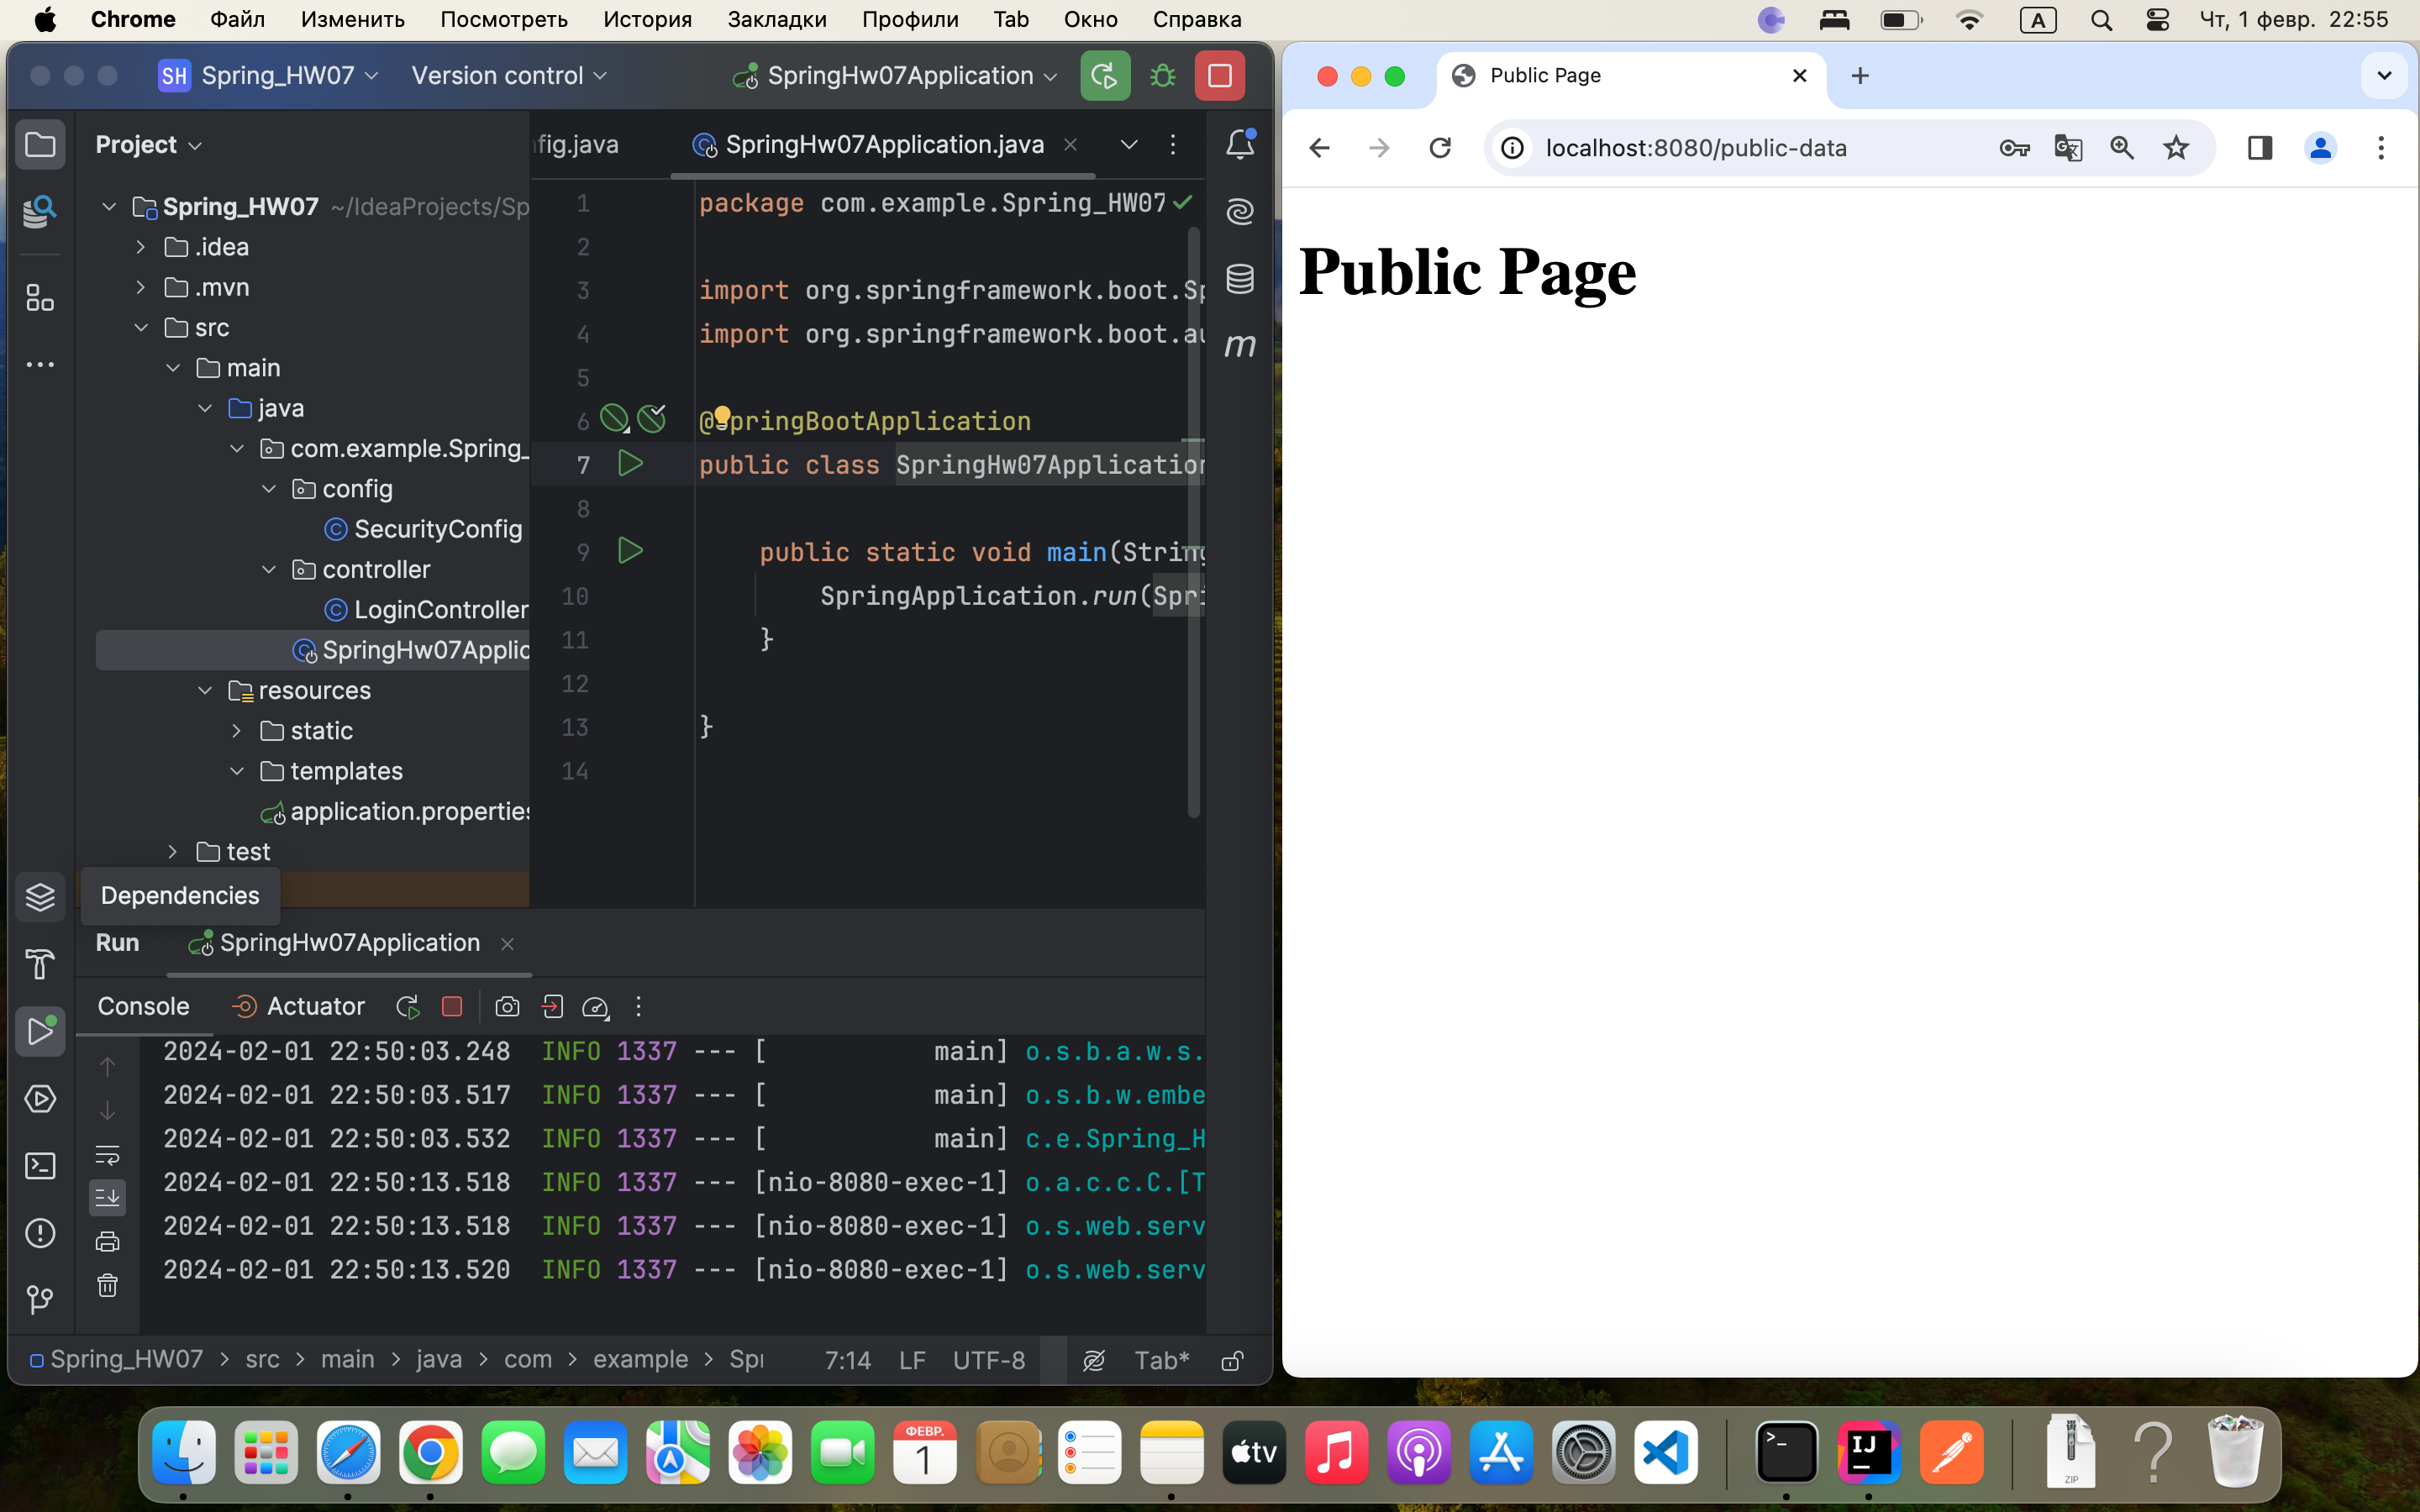 Chrome Файл Изменить Посмотреть История Закладки Профили Tab Окно Справка A Чт, 1 февр. 22:55
SH Spring_HW07 Version control SpringHw07Application
Project
Spring_HW07 ~/IdeaProjects/Sp
.idea
.mvn
src
main
java
com.example.Spring_
config
SecurityConfig
controller
LoginController
SpringHw07Applic
resources
static
templates
application.properties
test
Dependencies
fig.java SpringHw07Application.java
1 package com.example.Spring_HW07
2
3 import org.springframework.boot.Sp
4 import org.springframework.boot.au
5
6 @SpringBootApplication
7 public class SpringHw07Application
8
9 public static void main(String
10 SpringApplication.run(Spri
11 }
12
13 }
14
m
Run SpringHw07Application
Console Actuator
2024-02-01 22:50:03.248 INFO 1337 --- [ main] o.s.b.a.w.s.
2024-02-01 22:50:03.517 INFO 1337 --- [ main] o.s.b.w.embe
2024-02-01 22:50:03.532 INFO 1337 --- [ main] c.e.Spring_H
2024-02-01 22:50:13.518 INFO 1337 --- [nio-8080-exec-1] o.a.c.c.C.[T
2024-02-01 22:50:13.518 INFO 1337 --- [nio-8080-exec-1] o.s.web.serv
2024-02-01 22:50:13.520 INFO 1337 --- [nio-8080-exec-1] o.s.web.serv
Spring_HW07 > src > main > java > com > example > Spr 7:14 LF UTF-8 Tab*
Public Page
localhost:8080/public-data
Public Page
ФЕВР.
1
tv
>_
IJ
ZIP